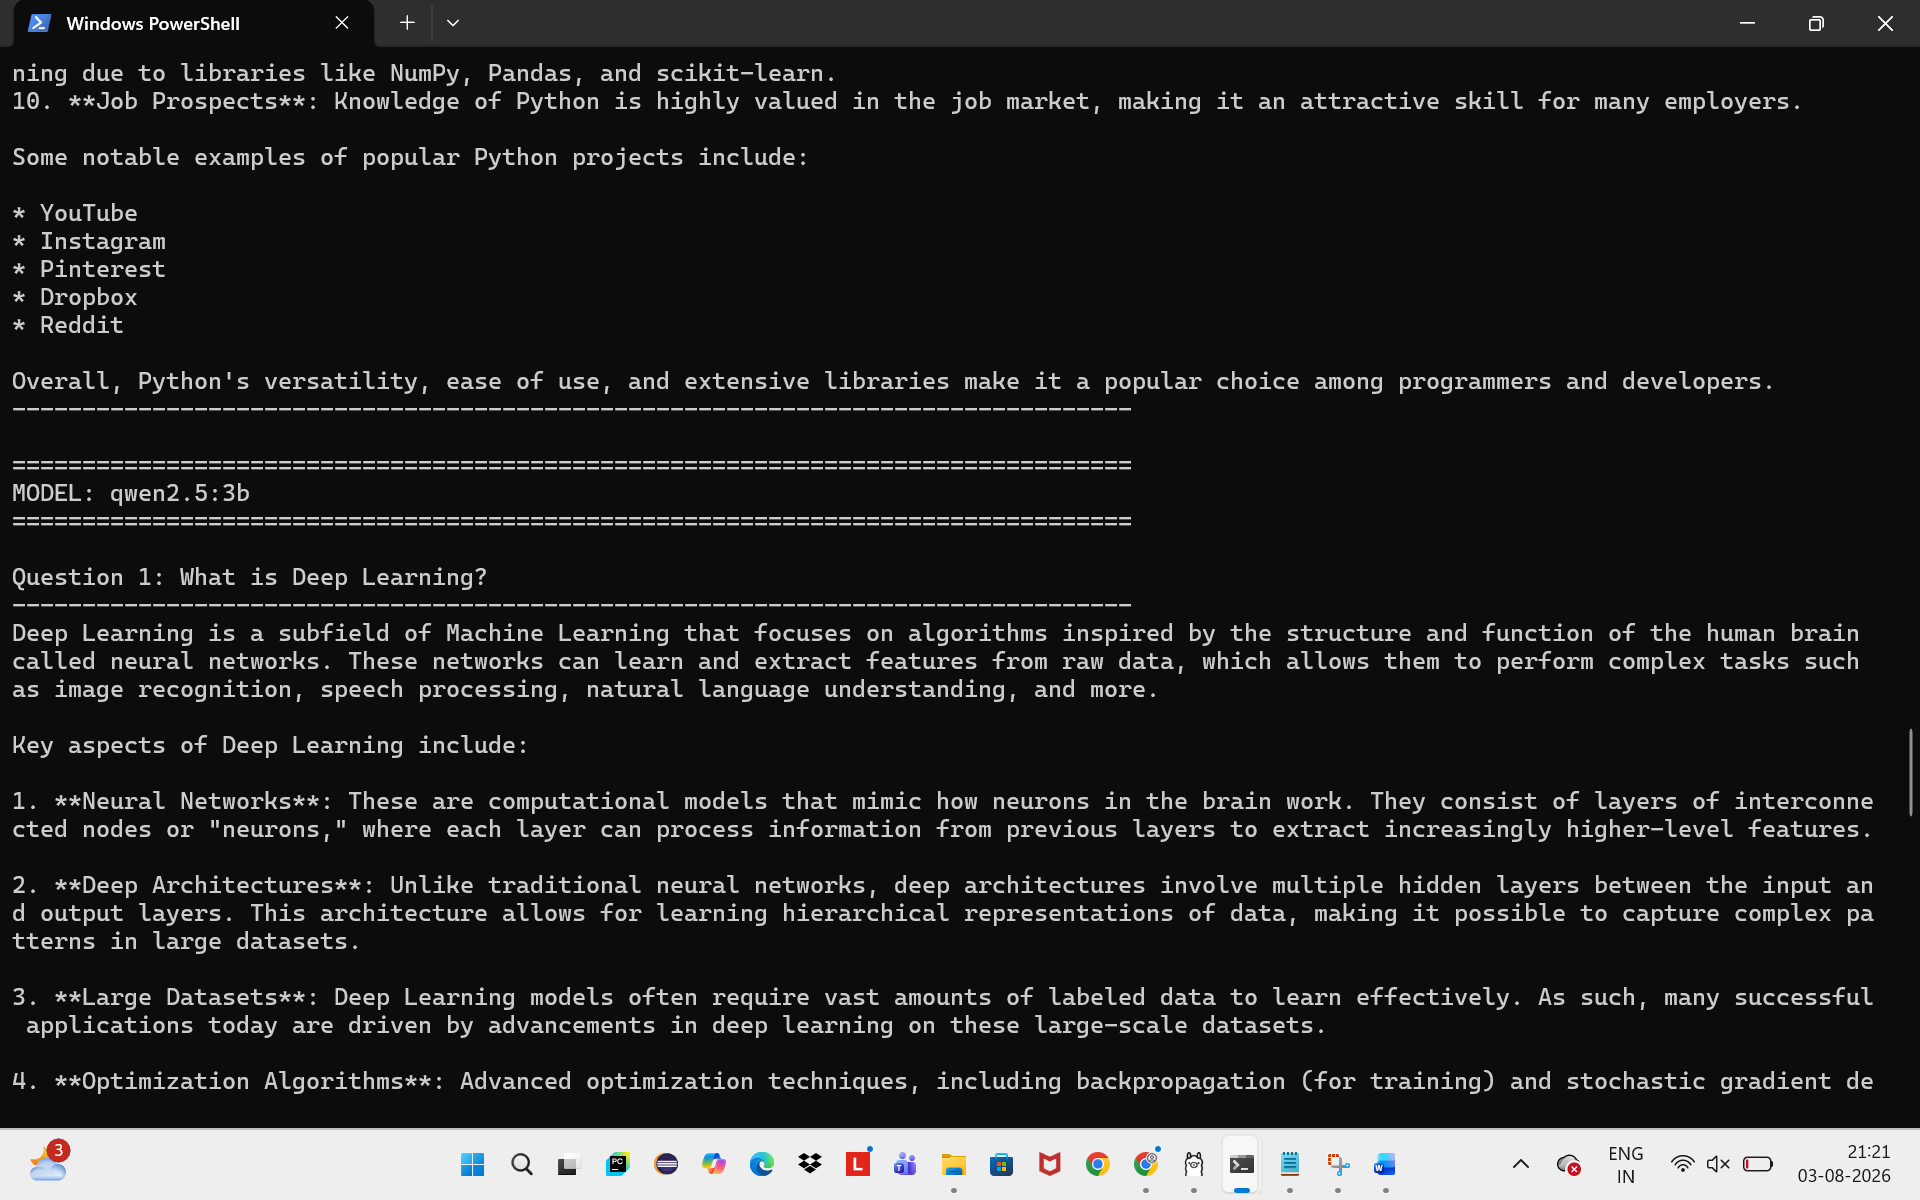 Windows PowerShell
ning due to libraries like NumPy, Pandas, and scikit-learn.
10. **Job Prospects**: Knowledge of Python is highly valued in the job market, making it an attractive skill for many employers.
Some notable examples of popular Python projects include:
* YouTube
* Instagram
* Pinterest
* Dropbox
* Reddit
Overall, Python's versatility, ease of use, and extensive libraries make it a popular choice among programmers and developers.
--------------------------------------------------------------------------------
================================================================================
MODEL: qwen2.5:3b
================================================================================
Question 1: What is Deep Learning?
--------------------------------------------------------------------------------
Deep Learning is a subfield of Machine Learning that focuses on algorithms inspired by the structure and function of the human brain
called neural networks. These networks can learn and extract features from raw data, which allows them to perform complex tasks such
as image recognition, speech processing, natural language understanding, and more.
Key aspects of Deep Learning include:
1. **Neural Networks**: These are computational models that mimic how neurons in the brain work. They consist of layers of interconne
cted nodes or "neurons," where each layer can process information from previous layers to extract increasingly higher-level features.
2. **Deep Architectures**: Unlike traditional neural networks, deep architectures involve multiple hidden layers between the input an
d output layers. This architecture allows for learning hierarchical representations of data, making it possible to capture complex pa
tterns in large datasets.
3. **Large Datasets**: Deep Learning models often require vast amounts of labeled data to learn effectively. As such, many successful
applications today are driven by advancements in deep learning on these large-scale datasets.
4. **Optimization Algorithms**: Advanced optimization techniques, including backpropagation (for training) and stochastic gradient de
3
PC
L
T
W
ENG
IN
21:21
03-08-2026